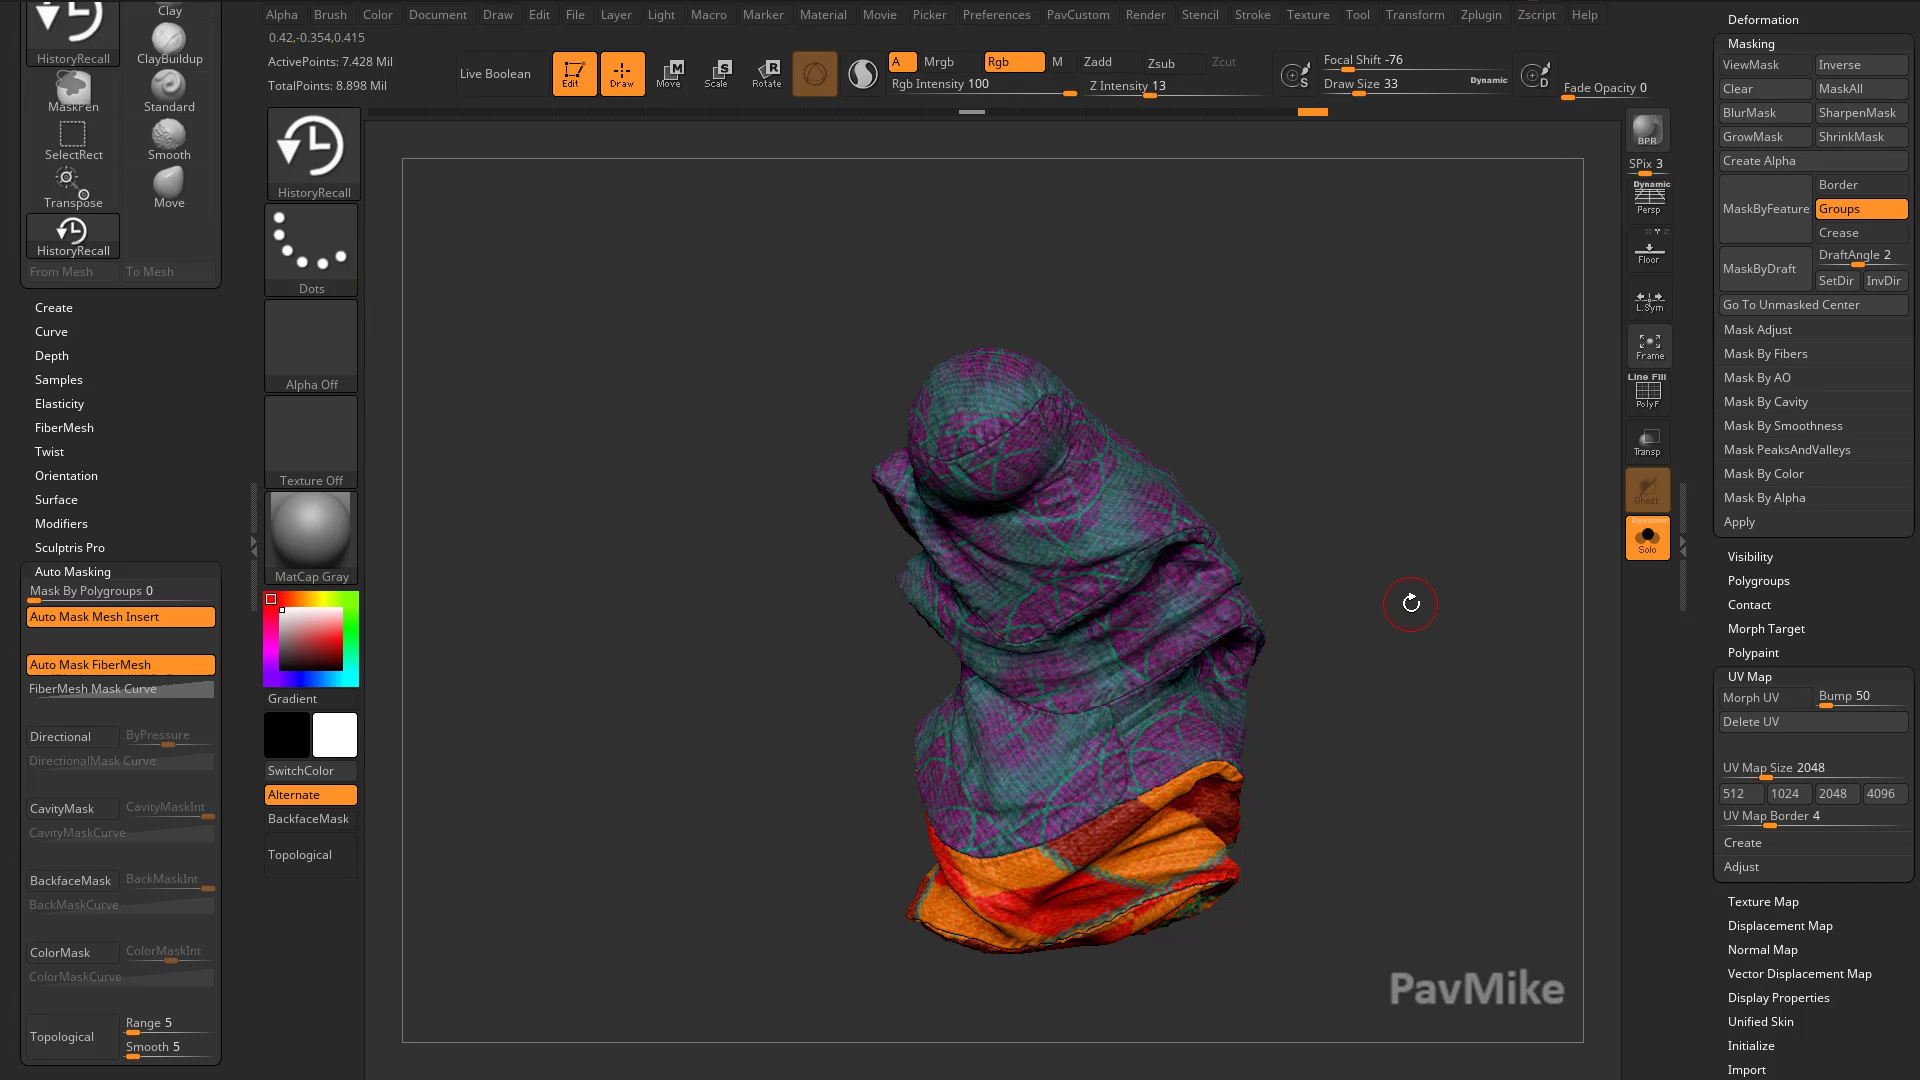 Alpha Brush Color Document Draw Edit File Layer Light Macro Marker Material Movie Picker Preferences PavCustom Render Stencil Stroke Texture Tool Transform Zplugin Zscript Help
0.42,-0.354,0.415
ActivePoints: 7.428 Mil
TotalPoints: 8.898 Mil
Live Boolean
Edit
Draw
Move
Scale
Rotate
A
Mrgb
Rgb
M
Zadd
Zsub
Zcut
Rgb Intensity 100
Z Intensity 13
S
Focal Shift -76
Draw Size 33
Dynamic
D
Fade Opacity 0
HistoryRecall
Clay
ClayBuildup
MaskPen
Standard
SelectRect
Smooth
Transpose
Move
HistoryRecall
From Mesh
To Mesh
Create
Curve
Depth
Samples
Elasticity
FiberMesh
Twist
Orientation
Surface
Modifiers
Sculptris Pro
Auto Masking
Mask By Polygroups 0
Auto Mask Mesh Insert
Auto Mask FiberMesh
FiberMesh Mask Curve
Directional
ByPressure
DirectionalMask Curve
CavityMask
CavityMaskInt
CavityMaskCurve
BackfaceMask
BackMaskInt
BackMaskCurve
ColorMask
ColorMaskInt
ColorMaskCurve
Topological
Range 5
Smooth 5
HistoryRecall
Dots
Alpha Off
Texture Off
MatCap Gray
Gradient
SwitchColor
Alternate
BackfaceMask
Topological
PavMike
BPR
SPix 3
Dynamic
Persp
Floor
L.Sym
Frame
Line Fill
PolyF
Transp
Ghost
Dynamic
Solo
Deformation
Masking
ViewMask
Inverse
Clear
MaskAll
BlurMask
SharpenMask
GrowMask
ShrinkMask
Create Alpha
MaskByFeature
Border
Groups
Crease
MaskByDraft
DraftAngle 2
SetDir
InvDir
Go To Unmasked Center
Mask Adjust
Mask By Fibers
Mask By AO
Mask By Cavity
Mask By Smoothness
Mask PeaksAndValleys
Mask By Color
Mask By Alpha
Apply
Visibility
Polygroups
Contact
Morph Target
Polypaint
UV Map
Morph UV
Bump 50
Delete UV
UV Map Size 2048
512
1024
2048
4096
UV Map Border 4
Create
Adjust
Texture Map
Displacement Map
Normal Map
Vector Displacement Map
Display Properties
Unified Skin
Initialize
Import